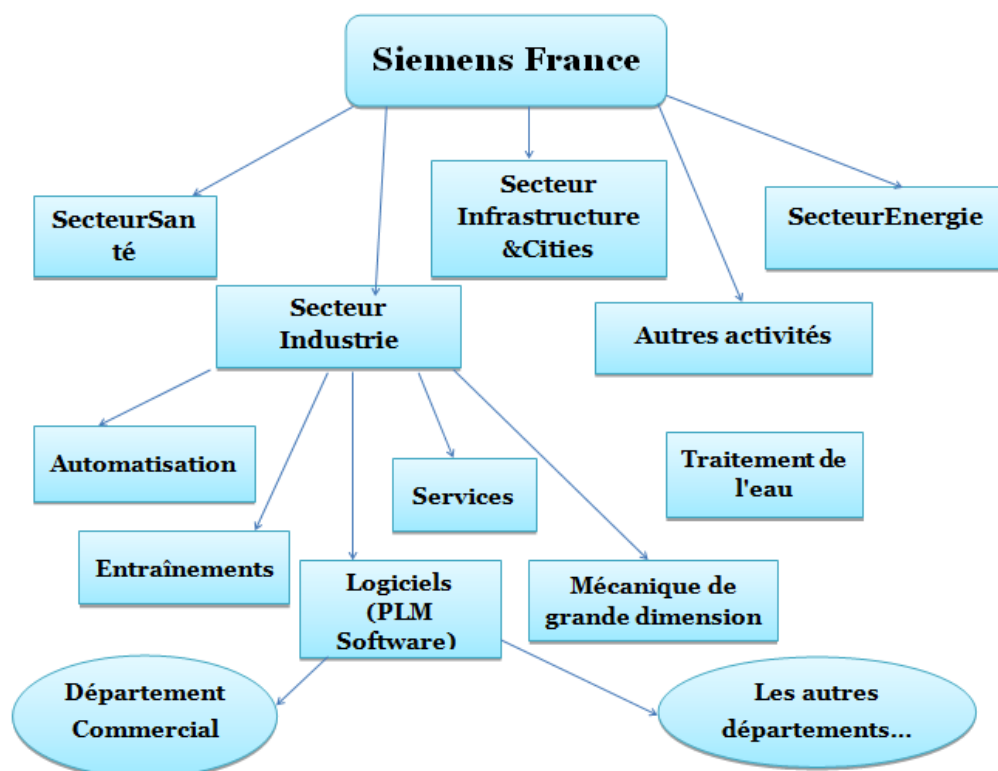 Siemens France
SecteurSan
té
Secteur
Infrastructure
&Cities
SecteurEnergie
Secteur
Industrie
Autres activités
Automatisation
Services
Traitement de
l'eau
Entraînements
Logiciels
(PLM
Software)
Mécanique de
grande dimension
Département
Commercial
Les autres
départements...